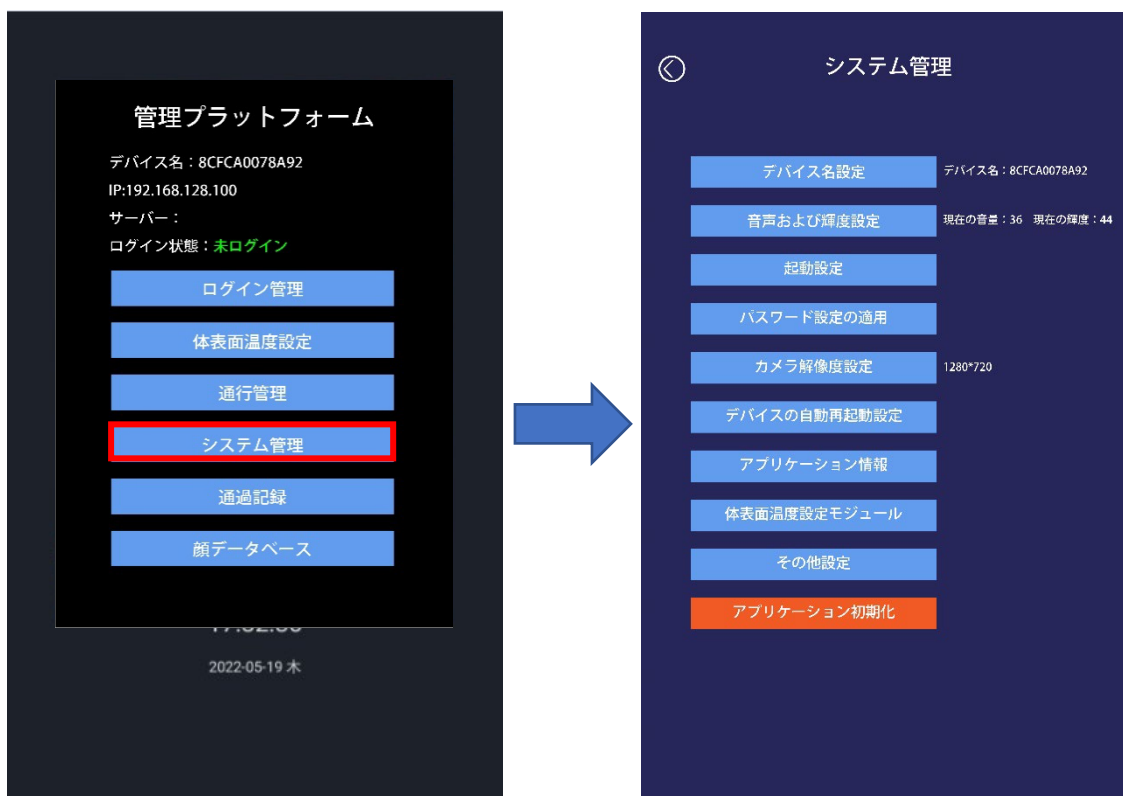 管理プラットフォーム
デバイス名：8CFCA0078A92
IP:192.168.128.100
サーバー：
ログイン状態：未ログイン
ログイン管理
体表面温度設定
通行管理
システム管理
通過記録
顔データベース
2022-05-19 木
システム管理
デバイス名設定 デバイス名：8CFCA0078A92
音声および輝度設定 現在の音量：36 現在の輝度：44
起動設定
パスワード設定の適用
カメラ解像度設定 1280*720
デバイスの自動再起動設定
アプリケーション情報
体表面温度設定モジュール
その他設定
アプリケーション初期化